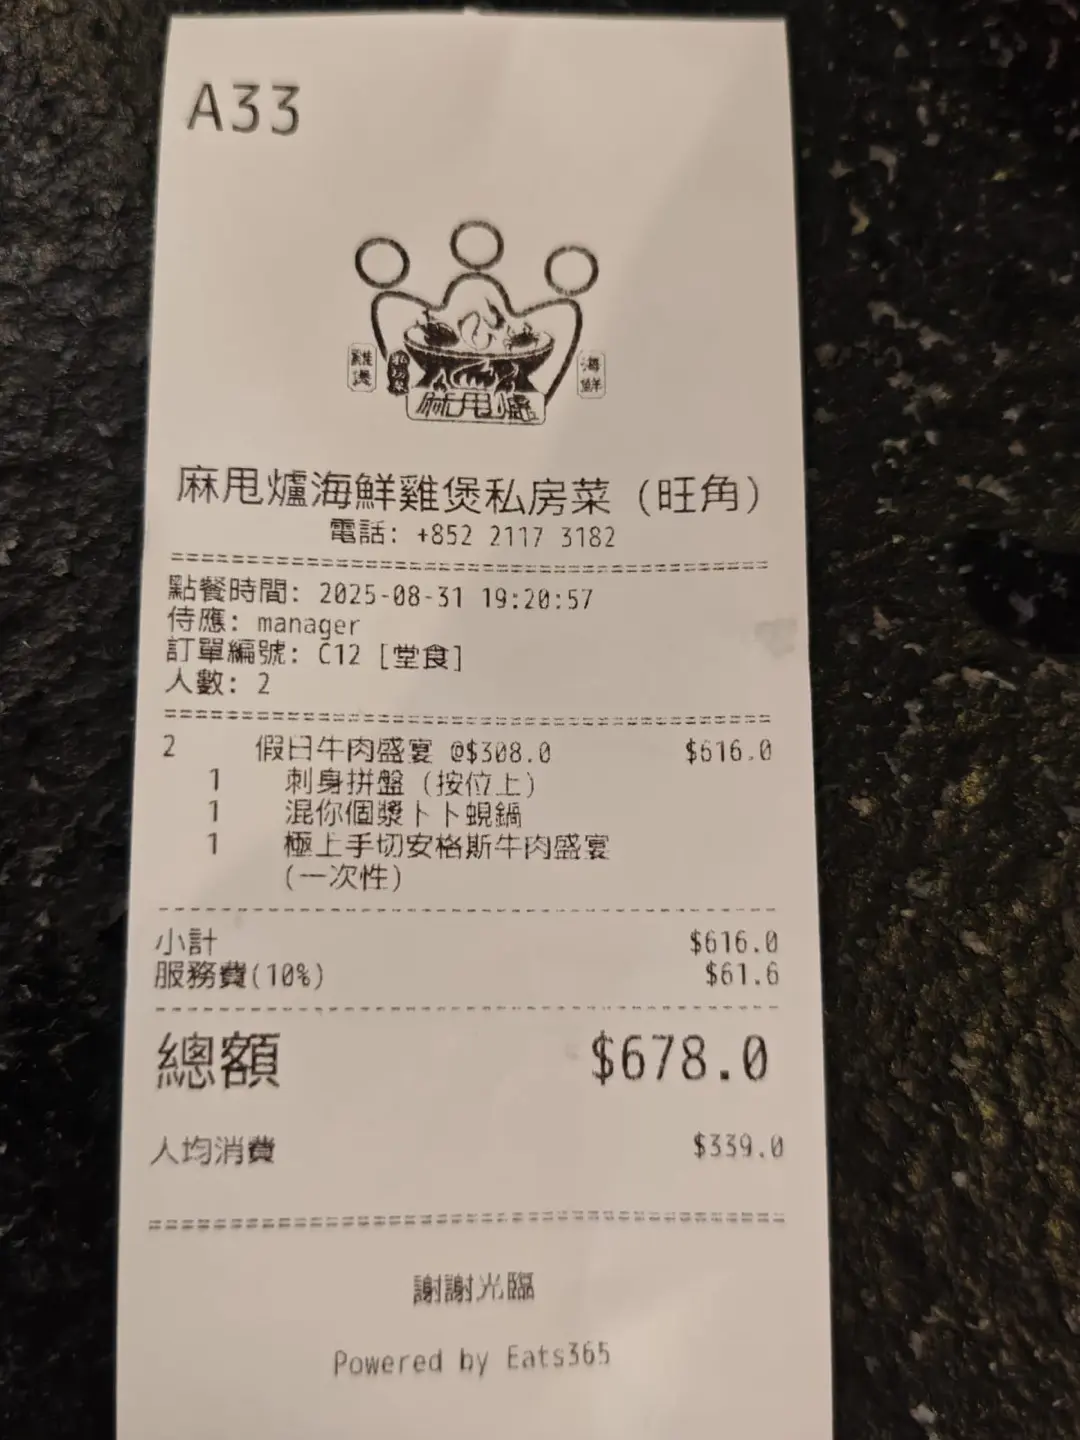 A33
雞煲
海鮮
麻甩爐
麻甩爐海鮮雞煲私房菜 (旺角)
電話: +852 2117 3182
點餐時間: 2025-08-31 19:20:57
侍應: manager
訂單編號: C12 [堂食]
人數: 2
2 假日牛肉盛宴 @$308.0 $616.0
1 刺身拼盤 (按位上)
1 混你個漿卜卜蜆鍋
1 極上手切安格斯牛肉盛宴
(一次性)
小計 $616.0
服務費(10%) $61.6
總額 $678.0
人均消費 $339.0
謝謝光臨
Powered by Eats365